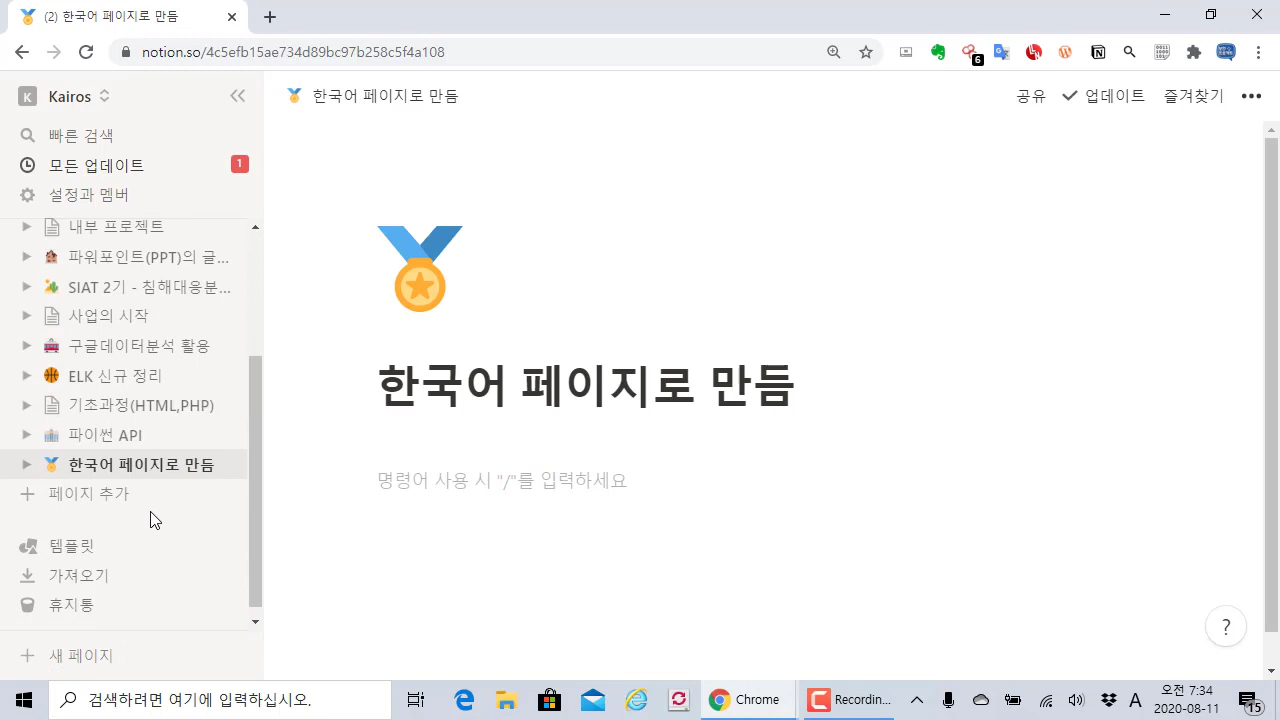 (2) 한국어 페이지로 만듬
notion.so/4c5efb15ae734d89bc97b258c5f4a108
6
K Kairos
한국어 페이지로 만듬
공유 업데이트 즐겨찾기
빠른 검색
모든 업데이트 1
설정과 멤버
내부 프로젝트
파워포인트(PPT)의 글...
SIAT 2기 - 침해대응분...
사업의 시작
구글데이터분석 활용
ELK 신규 정리
기초과정(HTML,PHP)
파이썬 API
한국어 페이지로 만듬
페이지 추가
템플릿
가져오기
휴지통
새 페이지
한국어 페이지로 만듬
명령어 사용 시 "/"를 입력하세요
?
검색하려면 여기에 입력하십시오.
Chrome
Recordin...
A
오전 7:34
2020-08-11
15